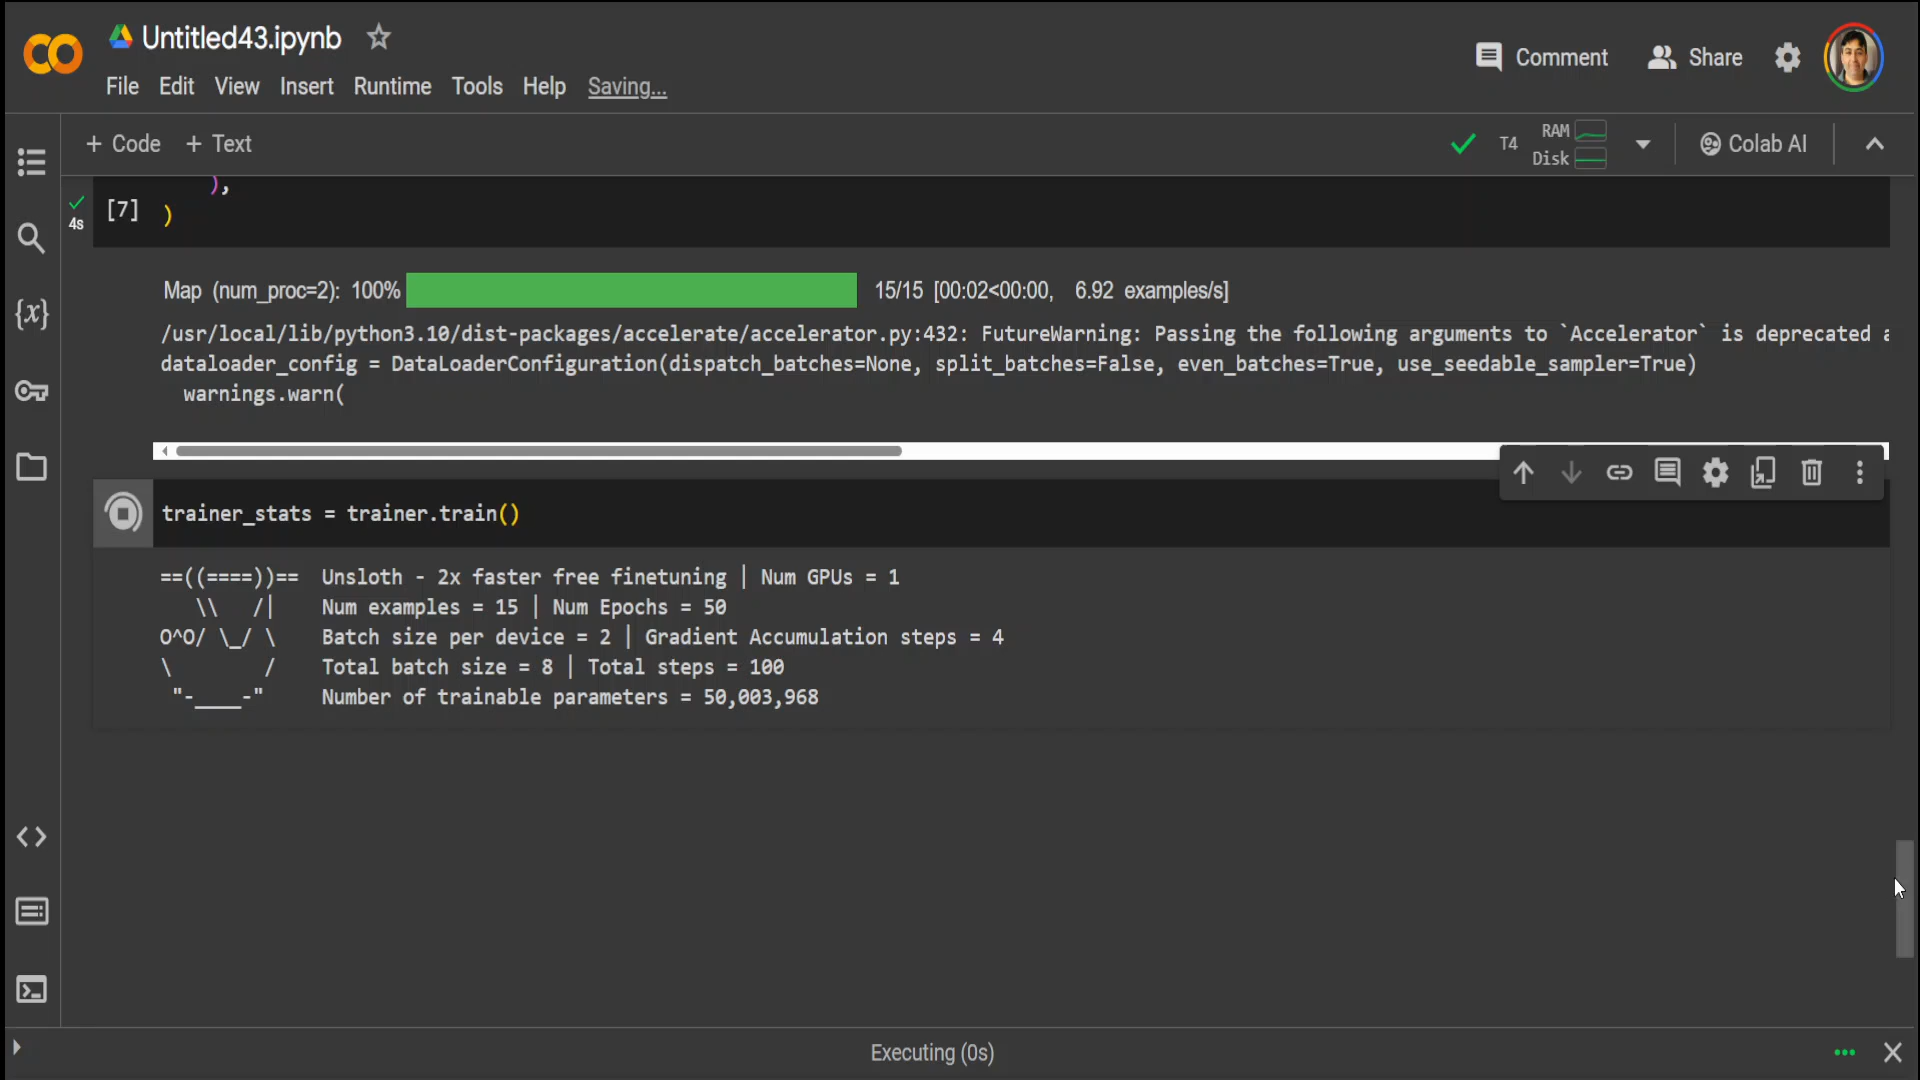 Untitled43.ipynb
Comment
Share
File Edit View Insert Runtime Tools Help Saving...
+ Code + Text
T4
RAM
Disk
Colab AI
),
4s
[7] )
{x}
Map (num_proc=2): 100% 15/15 [00:02<00:00, 6.92 examples/s]
/usr/local/lib/python3.10/dist-packages/accelerate/accelerator.py:432: FutureWarning: Passing the following arguments to `Accelerator` is deprecated a
dataloader_config = DataLoaderConfiguration(dispatch_batches=None, split_batches=False, even_batches=True, use_seedable_sampler=True)
warnings.warn(
trainer_stats = trainer.train()
==((====))== Unsloth - 2x faster free finetuning | Num GPUs = 1
\\ /| Num examples = 15 | Num Epochs = 50
O^O/ \_/ \ Batch size per device = 2 | Gradient Accumulation steps = 4
\ / Total batch size = 8 | Total steps = 100
"-____-" Number of trainable parameters = 50,003,968
Executing (0s)